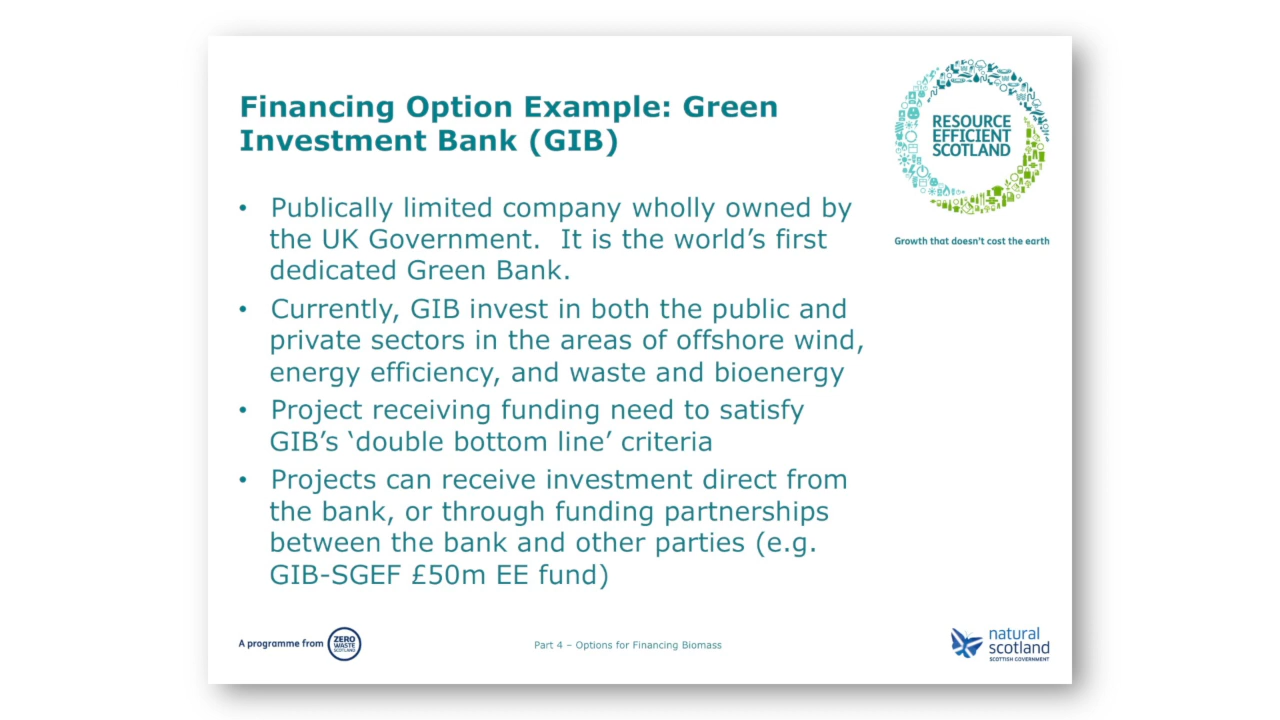 Financing Option Example: Green
Investment Bank (GIB)
RESOURCE
EFFICIENT
SCOTLAND
Growth that doesn't cost the earth
• Publically limited company wholly owned by
the UK Government.  It is the world’s first
dedicated Green Bank.
• Currently, GIB invest in both the public and
private sectors in the areas of offshore wind,
energy efficiency, and waste and bioenergy
• Project receiving funding need to satisfy
GIB’s ‘double bottom line’ criteria
• Projects can receive investment direct from
the bank, or through funding partnerships
between the bank and other parties (e.g.
GIB-SGEF £50m EE fund)
A programme from
ZERO
WASTE
SCOTLAND
Part 4 – Options for Financing Biomass
natural
scotland
SCOTTISH GOVERNMENT